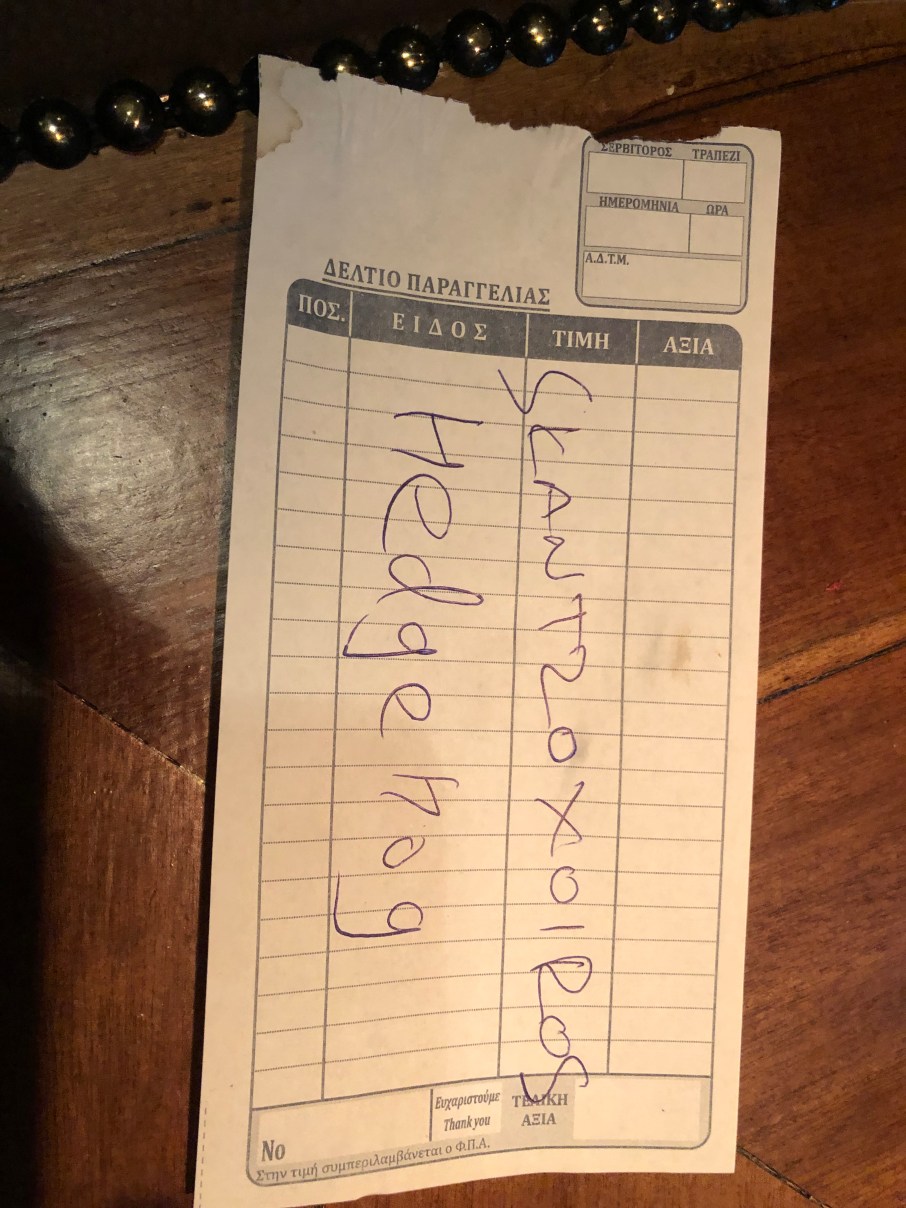 ΣΕΡΒΙΤΟΡΟΣ ΤΡΑΠΕΖΙ
ΗΜΕΡΟΜΗΝΙΑ ΩΡΑ
Α.Δ.Τ.Μ.
ΔΕΛΤΙΟ ΠΑΡΑΓΓΕΛΙΑΣ
ΠΟΣ. ΕΙΔΟΣ ΤΙΜΗ ΑΞΙΑ
SKANTZOXOIROS
Hedgehog
Ευχαριστούμε
Thank you
ΤΕΛΙΚΗ
ΑΞΙΑ
No
Στην τιμή συμπεριλαμβάνεται ο Φ.Π.Α.